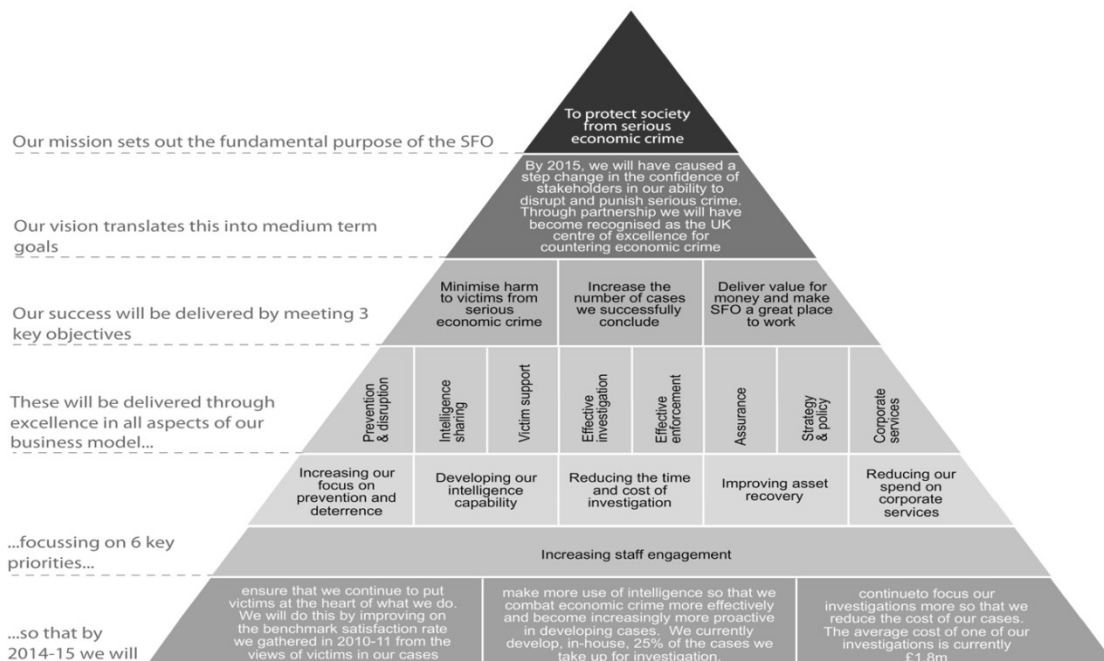 To protect society
from serious
economic crime
Our mission sets out the fundamental purpose of the SFO
By 2015, we will have caused a
step change in the confidence of
stakeholders in our ability to
disrupt and punish serious crime.
Through partnership we will have
become recognised as the UK
centre of excellence for
countering economic crime
Our vision translates this into medium term
goals
Minimise harm
to victims from
serious
economic crime
Increase the
number of cases
we successfully
conclude
Deliver value for
money and make
SFO a great place
to work
Our success will be delivered by meeting 3
key objectives
These will be delivered through
excellence in all aspects of our
business model...
Prevention
& disruption
Intelligence
sharing
Victim support
Effective
investigation
Effective
enforcement
Assurance
Strategy
& policy
Corporate
services
Increasing our
focus on
prevention and
deterrence
Developing our
intelligence
capability
Reducing the time
and cost of
investigation
Improving asset
recovery
Reducing our
spend on
corporate
services
...focussing on 6 key
priorities...
Increasing staff engagement
...so that by
2014-15 we will
ensure that we continue to put
victims at the heart of what we do.
We will do this by improving on
the benchmark satisfaction rate
we gathered in 2010-11 from the
views of victims in our cases
make more use of intelligence so that we
combat economic crime more effectively
and become increasingly more proactive
in developing cases. We currently
develop, in-house, 25% of the cases
we take up for investigation.
continueto focus our
investigations more so that we
reduce the cost of our cases.
The average cost of one of our
investigations is currently
£1.8m